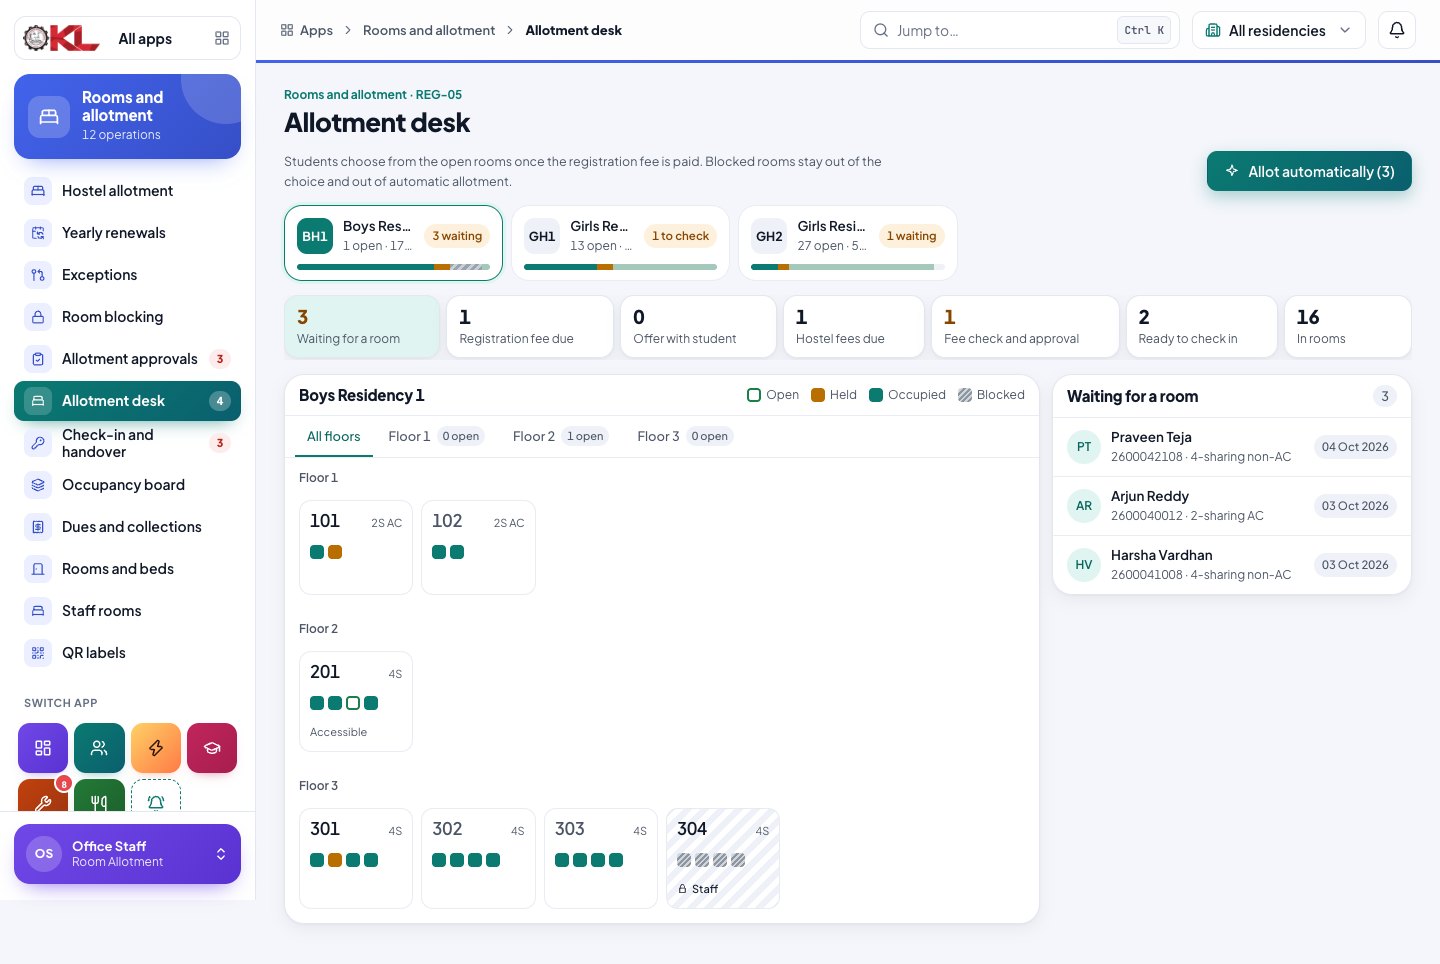 KL
All apps
Rooms and
allotment
12 operations
Hostel allotment
Yearly renewals
Exceptions
Room blocking
Allotment approvals 3
Allotment desk 4
Check-in and
handover 3
Occupancy board
Dues and collections
Rooms and beds
Staff rooms
QR labels
SWITCH APP
8
OS
Office Staff
Room Allotment
Apps > Rooms and allotment > Allotment desk
Jump to...
Ctrl K
All residencies
Rooms and allotment · REG-05
Allotment desk
Students choose from the open rooms once the registration fee is paid. Blocked rooms stay out of the
choice and out of automatic allotment.
Allot automatically (3)
BH1
Boys Res...
1 open · 17...
3 waiting
GH1
Girls Re...
13 open · ...
1 to check
GH2
Girls Resi...
27 open · 5...
1 waiting
3
Waiting for a room
1
Registration fee due
0
Offer with student
1
Hostel fees due
1
Fee check and approval
2
Ready to check in
16
In rooms
Boys Residency 1
Open Held Occupied Blocked
All floors Floor 1 0 open Floor 2 1 open Floor 3 0 open
Floor 1
101 2S AC
102 2S AC
Floor 2
201 4S
Accessible
Floor 3
301 4S
302 4S
303 4S
304 4S
Staff
Waiting for a room 3
PT
Praveen Teja
2600042108 · 4-sharing non-AC
04 Oct 2026
AR
Arjun Reddy
2600040012 · 2-sharing AC
03 Oct 2026
HV
Harsha Vardhan
2600041008 · 4-sharing non-AC
03 Oct 2026